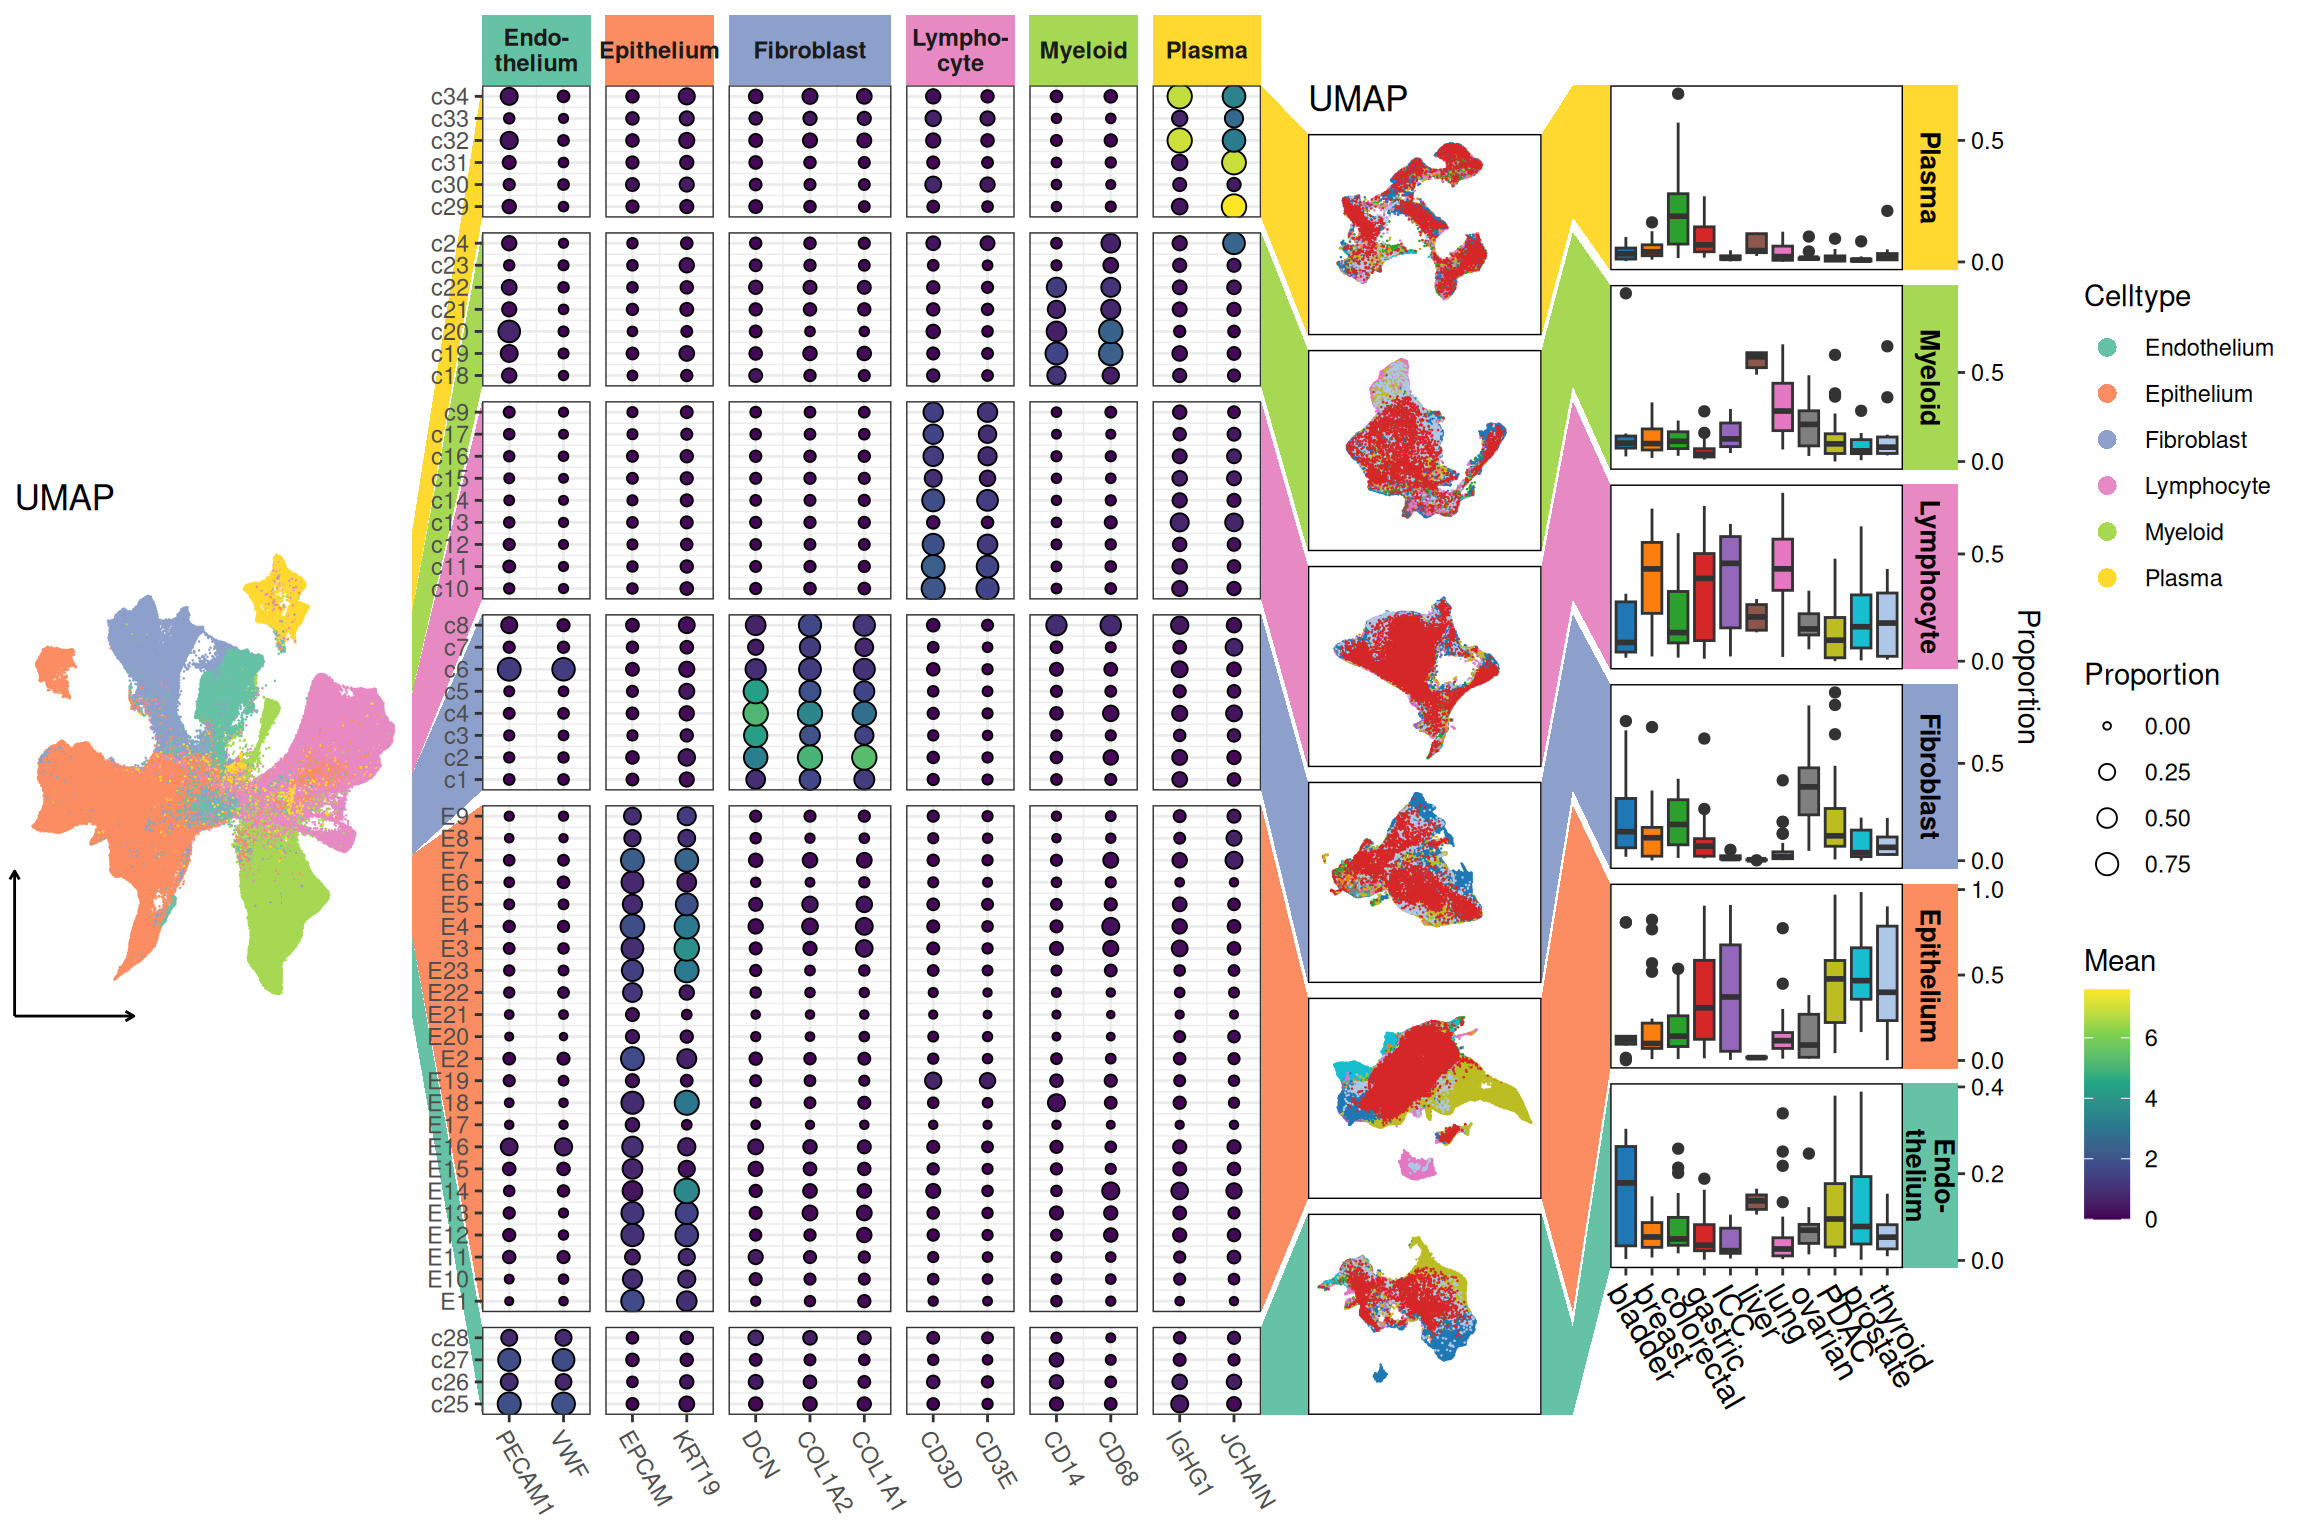 UMAP
Endo-
thelium
Epithelium
Fibroblast
Lympho-
cyte
Myeloid
Plasma
c34
c33
c32
c31
c30
c29
c24
c23
c22
c21
c20
c19
c18
c9
c17
c16
c15
c14
c13
c12
c11
c10
c8
c7
c6
c5
c4
c3
c2
c1
E9
E8
E7
E6
E5
E4
E3
E23
E22
E21
E20
E2
E19
E18
E17
E16
E15
E14
E13
E12
E11
E10
E1
c28
c27
c26
c25
PECAM1
VWF
EPCAM
KRT19
DCN
COL1A2
COL1A1
CD3D
CD3E
CD14
CD68
IGHG1
JCHAIN
UMAP
Plasma
0.5
0.0
Myeloid
0.5
0.0
Lymphocyte
0.5
0.0
Fibroblast
0.5
0.0
Epithelium
1.0
0.5
0.0
Endo-
thelium
0.4
0.2
0.0
Proportion
bladder
breast
colorectal
gastric
ICC
liver
lung
ovarian
PDAC
prostate
thyroid
Celltype
Endothelium
Epithelium
Fibroblast
Lymphocyte
Myeloid
Plasma
Proportion
0.00
0.25
0.50
0.75
Mean
6
4
2
0